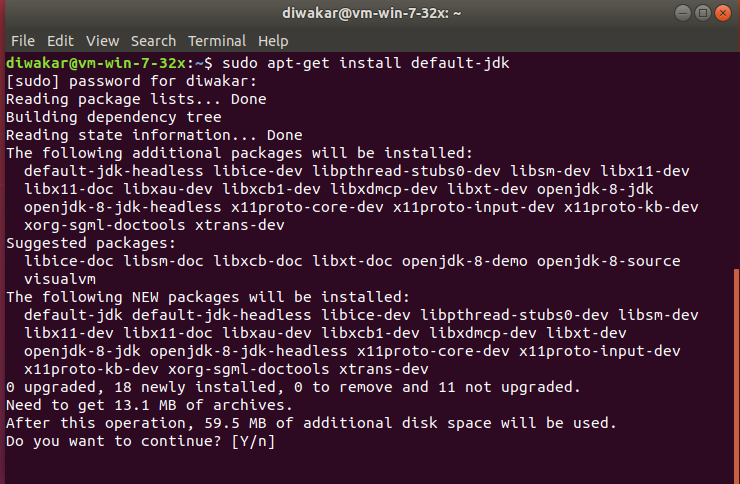 diwakar@vm-win-7-32x: ~
File Edit View Search Terminal Help
diwakar@vm-win-7-32x:~$ sudo apt-get install default-jdk
[sudo] password for diwakar:
Reading package lists... Done
Building dependency tree
Reading state information... Done
The following additional packages will be installed:
  default-jdk-headless libice-dev libpthread-stubs0-dev libsm-dev libx11-dev
  libx11-doc libxau-dev libxcb1-dev libxdmcp-dev libxt-dev openjdk-8-jdk
  openjdk-8-jdk-headless x11proto-core-dev x11proto-input-dev x11proto-kb-dev
  xorg-sgml-doctools xtrans-dev
Suggested packages:
  libice-doc libsm-doc libxcb-doc libxt-doc openjdk-8-demo openjdk-8-source
  visualvm
The following NEW packages will be installed:
  default-jdk default-jdk-headless libice-dev libpthread-stubs0-dev libsm-dev
  libx11-dev libx11-doc libxau-dev libxcb1-dev libxdmcp-dev libxt-dev
  openjdk-8-jdk openjdk-8-jdk-headless x11proto-core-dev x11proto-input-dev
  x11proto-kb-dev xorg-sgml-doctools xtrans-dev
0 upgraded, 18 newly installed, 0 to remove and 11 not upgraded.
Need to get 13.1 MB of archives.
After this operation, 59.5 MB of additional disk space will be used.
Do you want to continue? [Y/n]